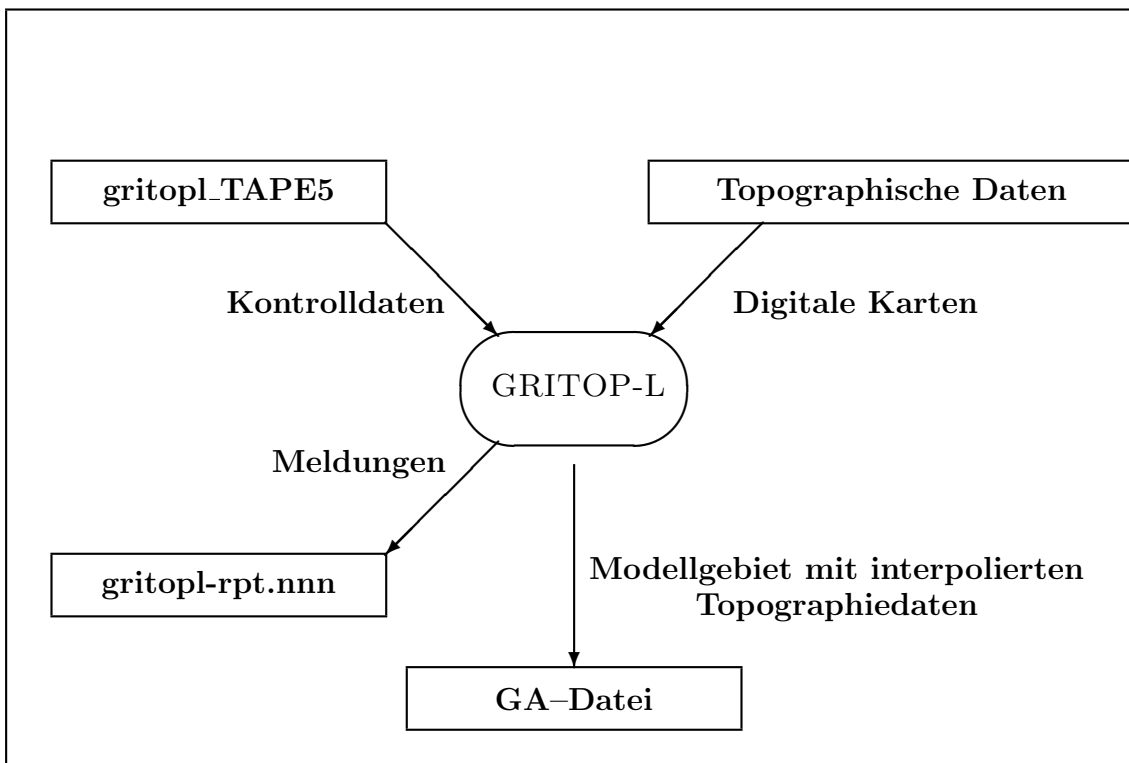 gritopl_TAPE5
Topographische Daten
Kontrolldaten
Digitale Karten
GRITOP-L
Meldungen
gritopl-rpt.nnn
Modellgebiet mit interpolierten
Topographiedaten
GA–Datei